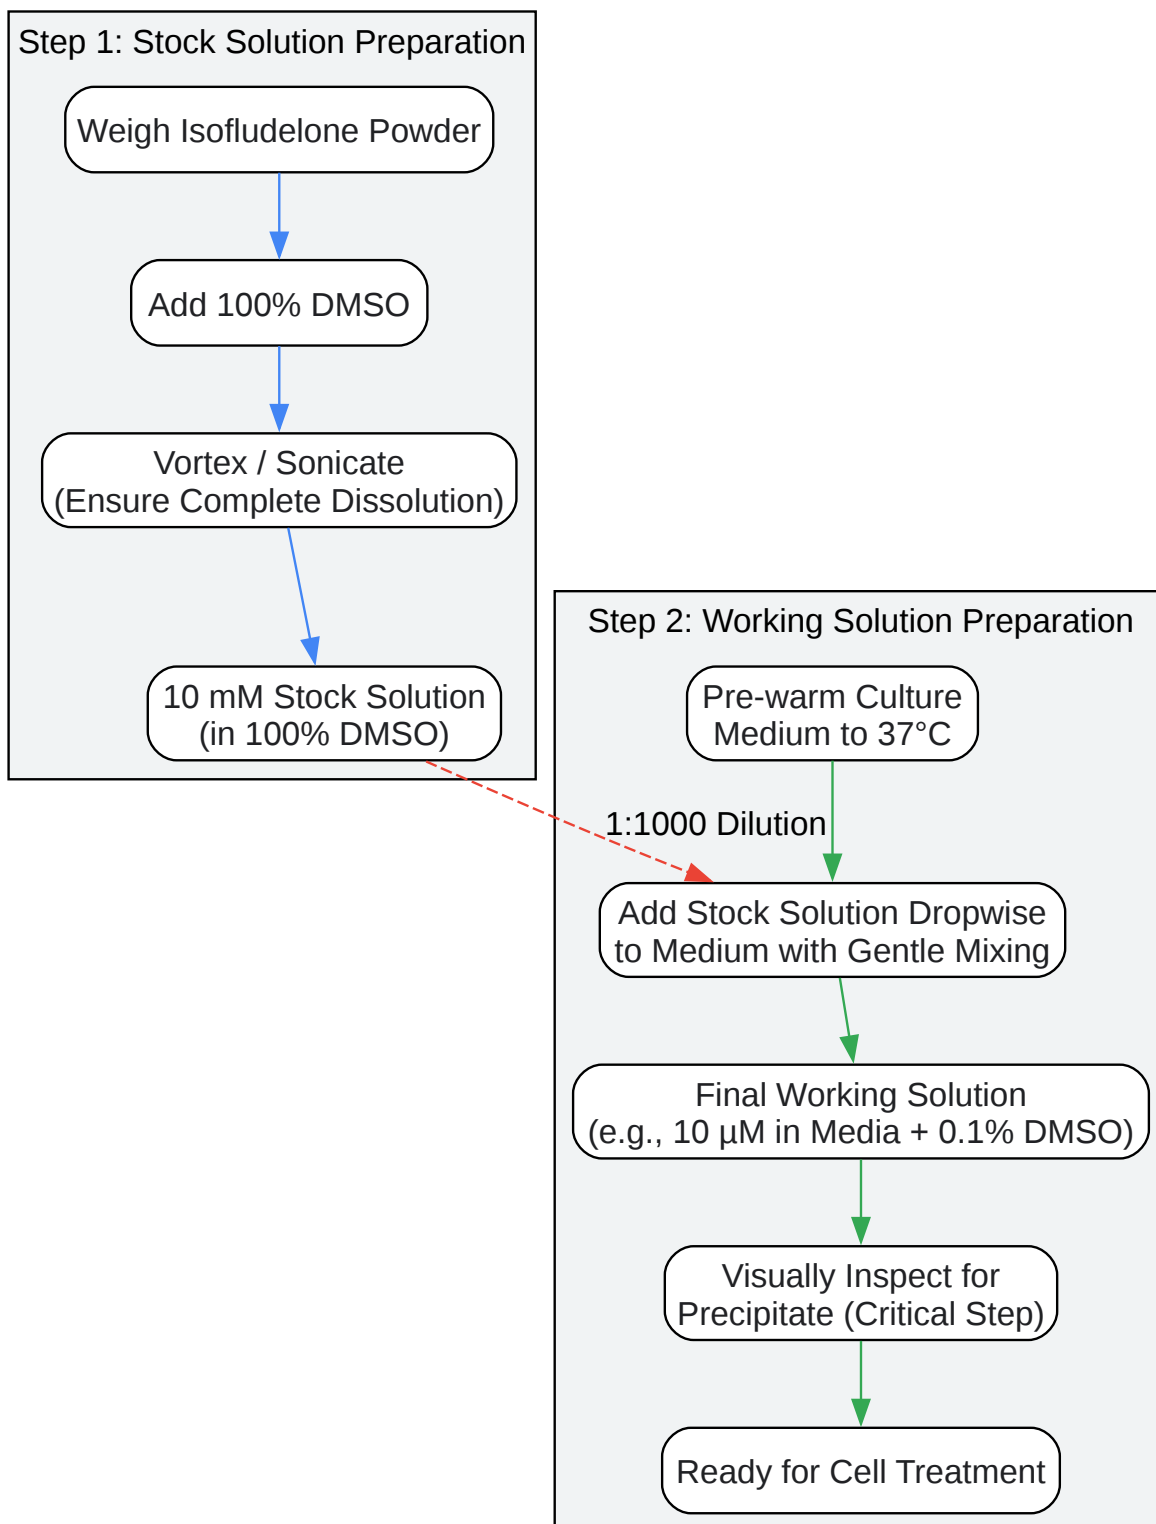 Step 1: Stock Solution Preparation
Weigh Isofludelone Powder
Add 100% DMSO
Vortex / Sonicate
(Ensure Complete Dissolution)
10 mM Stock Solution
(in 100% DMSO)
Step 2: Working Solution Preparation
Pre-warm Culture
Medium to 37°C
1:1000 Dilution
Add Stock Solution Dropwise
to Medium with Gentle Mixing
Final Working Solution
(e.g., 10 µM in Media + 0.1% DMSO)
Visually Inspect for
Precipitate (Critical Step)
Ready for Cell Treatment